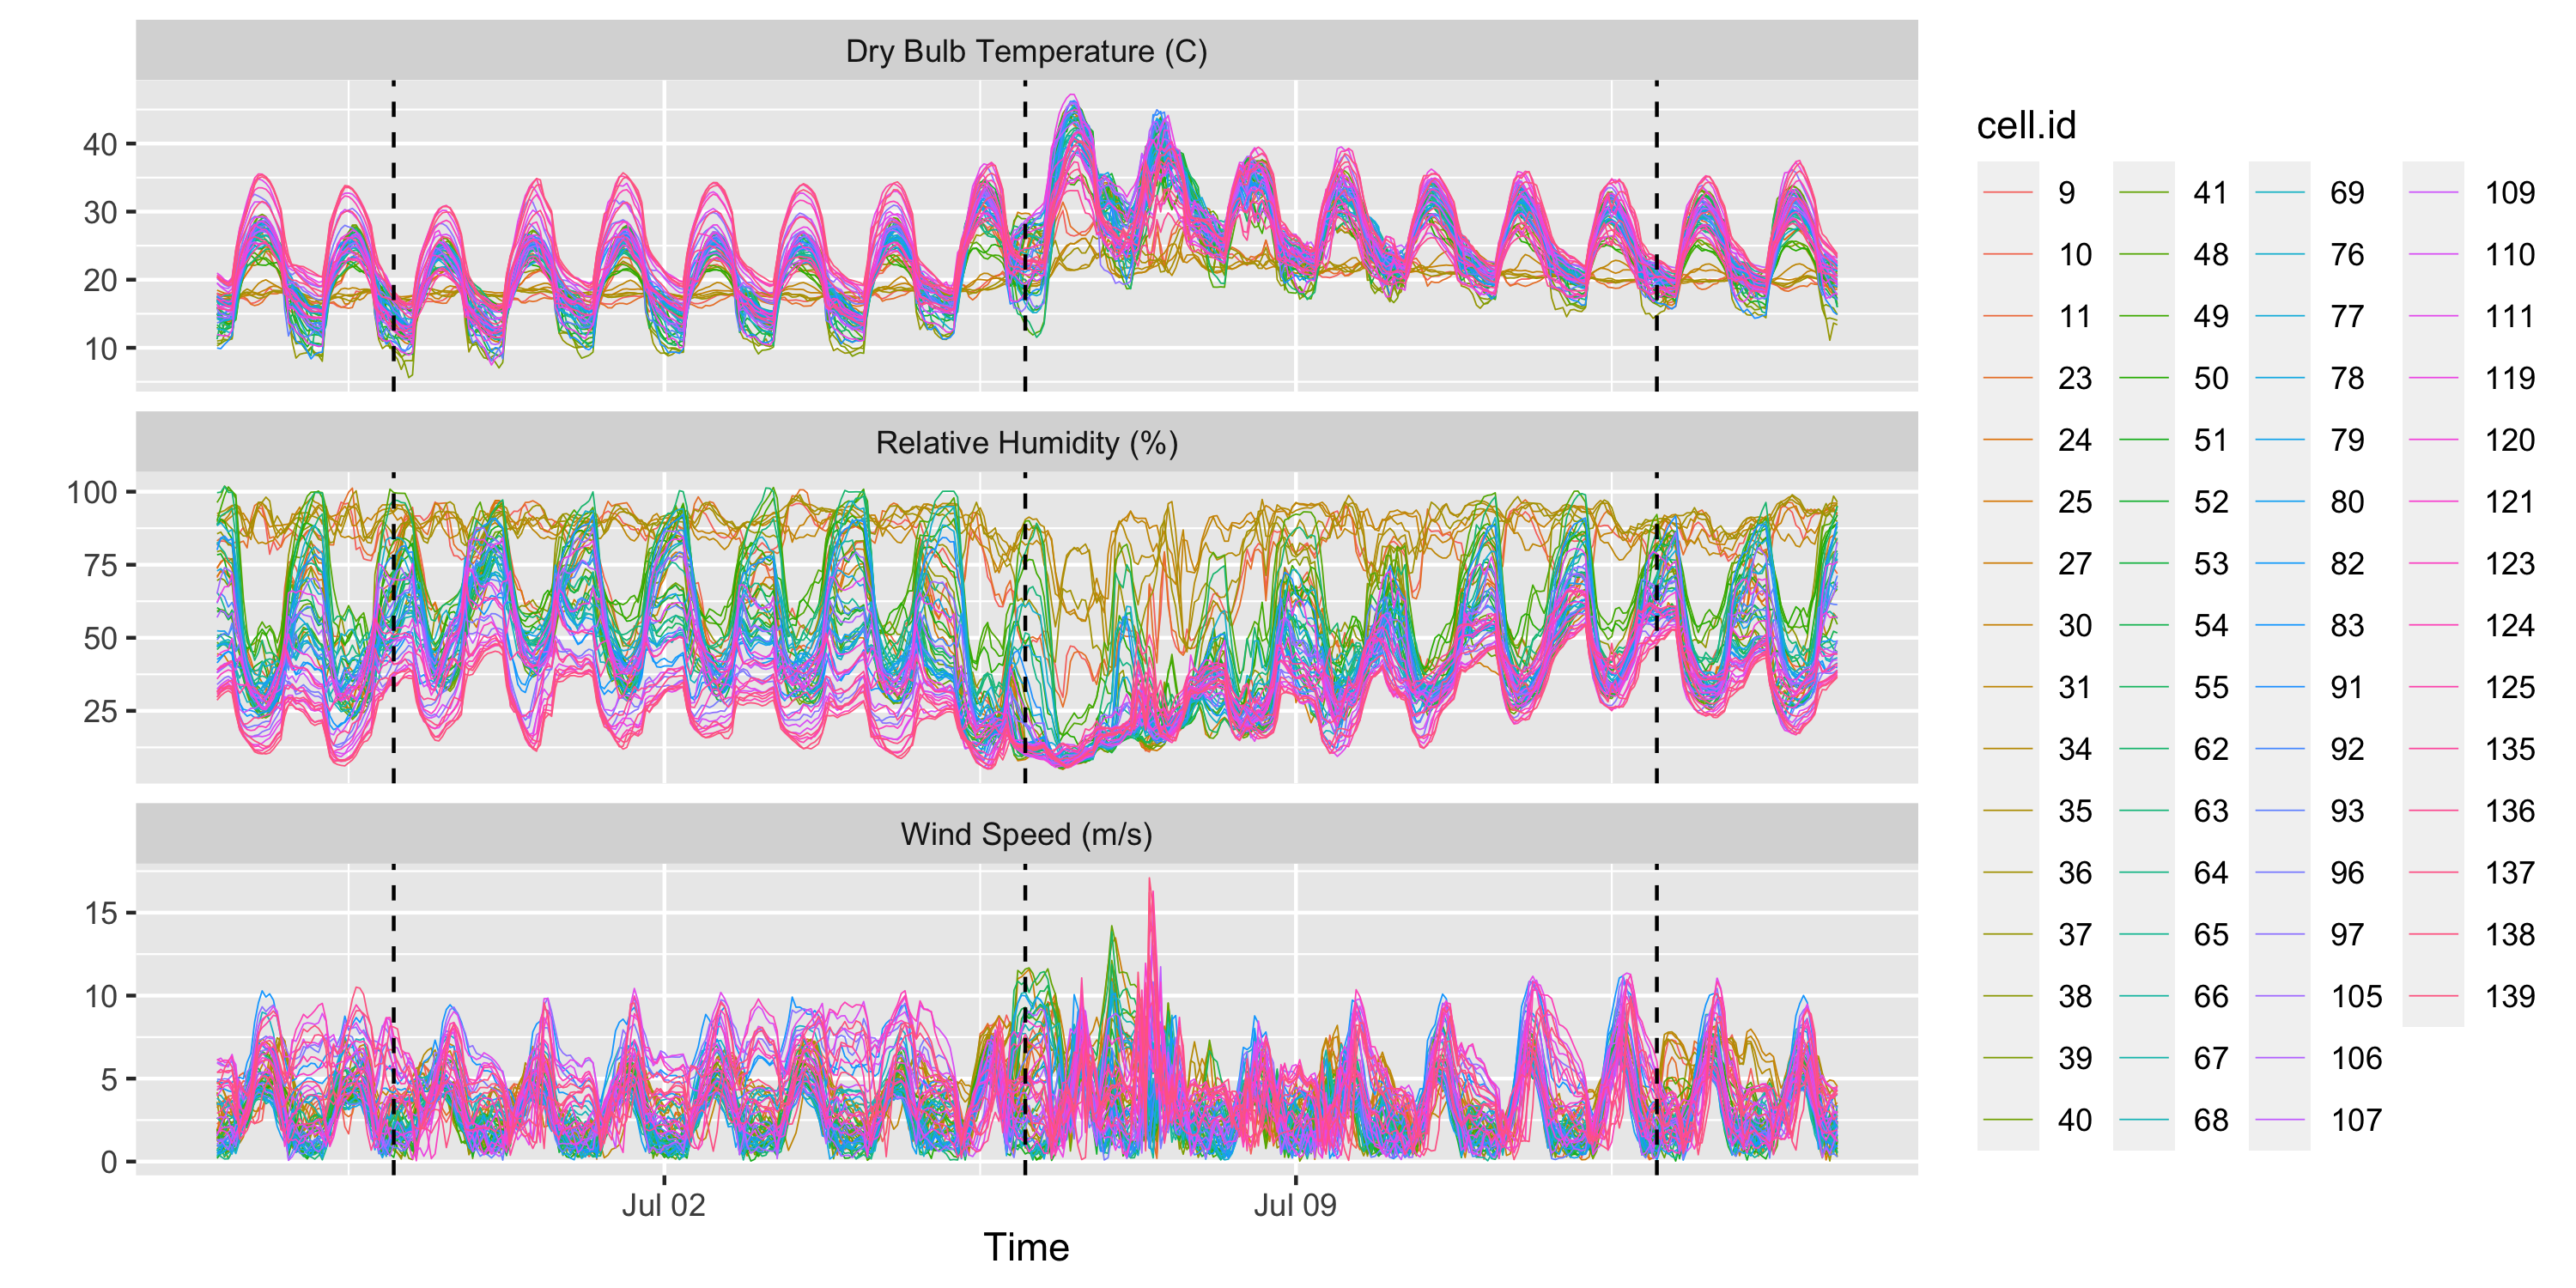 Dry Bulb Temperature (C)
40
30
20
10
Relative Humidity (%)
100
75
50
25
Wind Speed (m/s)
15
10
5
0
Jul 02 Jul 09
Time
cell.id
9 41 69 109
10 48 76 110
11 49 77 111
23 50 78 119
24 51 79 120
25 52 80 121
27 53 82 123
30 54 83 124
31 55 91 125
34 62 92 135
35 63 93 136
36 64 96 137
37 65 97 138
38 66 105 139
39 67 106
40 68 107